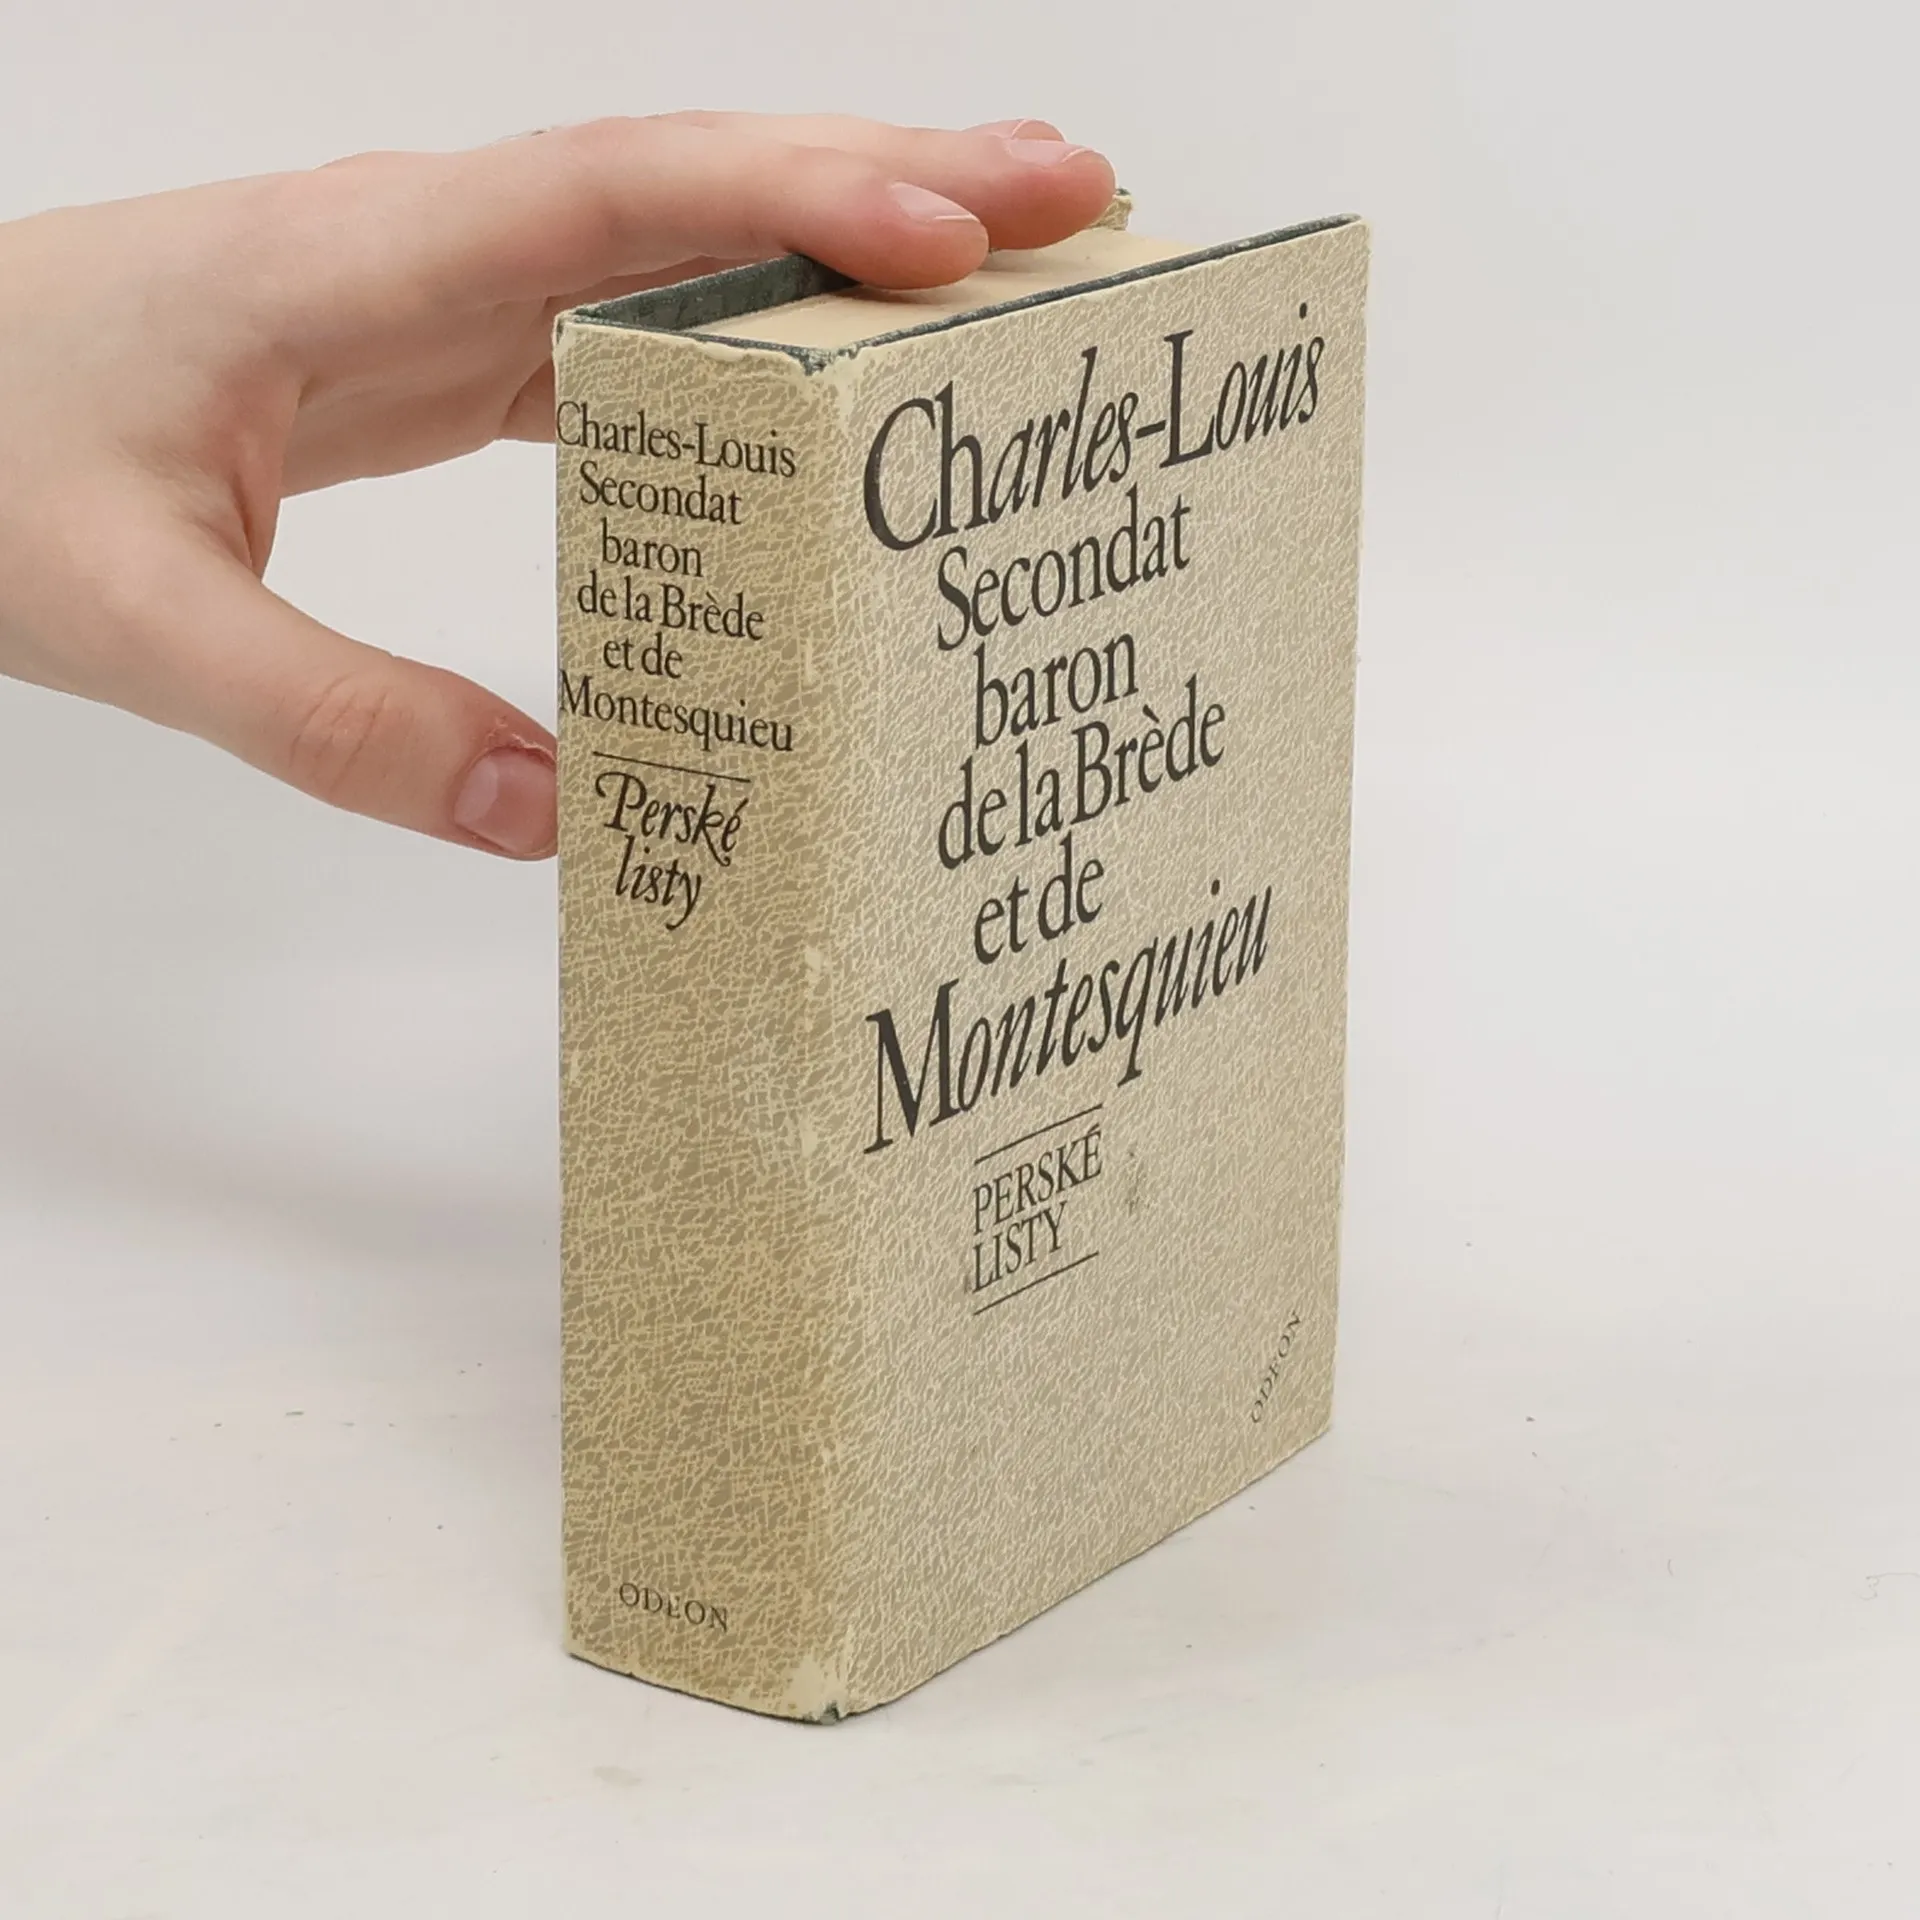 Charles-Louis
Secondat
baron
de la Brède
et de
Montesquieu
Perské
listy
ODEON
Charles-Louis
Secondat
baron
de la Brède
et de
Montesquieu
PERSKÉ
LISTY
ODEON